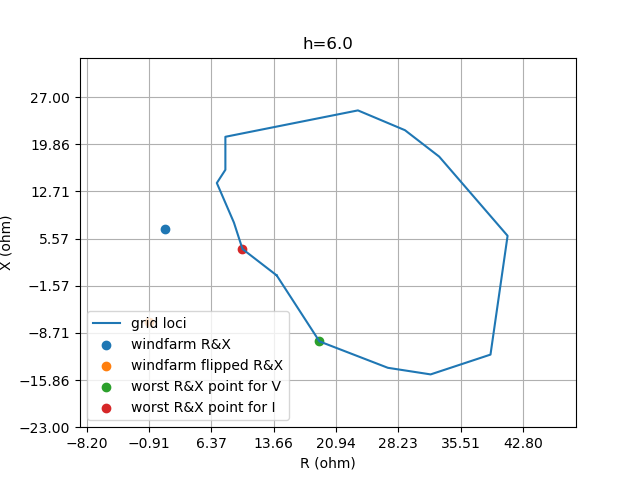 h=6.0
27.00
19.86
12.71
5.57
−1.57
−8.71
−15.86
−23.00
X (ohm)
grid loci
windfarm R&X
windfarm flipped R&X
worst R&X point for V
worst R&X point for I
−8.20 −0.91 6.37 13.66 20.94 28.23 35.51 42.80
R (ohm)